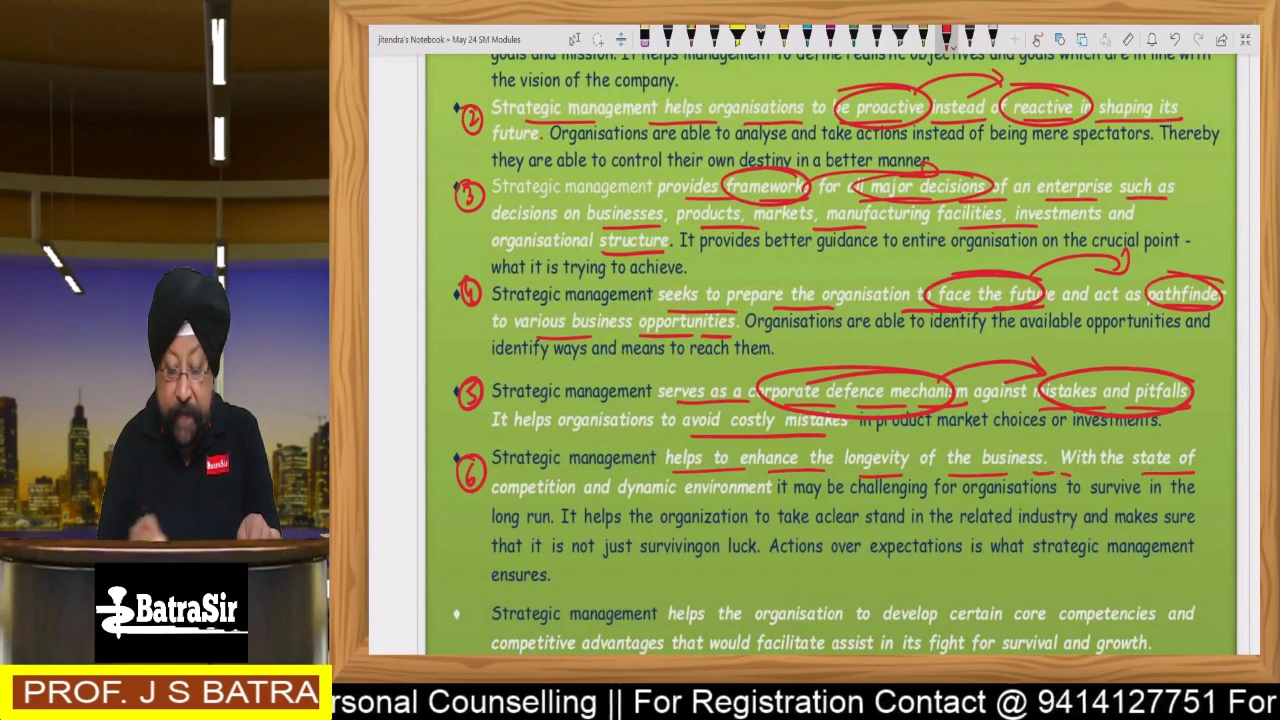 jitendra's Notebook » May 24 SM Modules
goals and mission. It helps management to define realistic objectives and goals which are in line with
the vision of the company.
② Strategic management helps organisations to be proactive instead of reactive in shaping its
future. Organisations are able to analyse and take actions instead of being mere spectators. Thereby
they are able to control their own destiny in a better manner.
③ Strategic management provides frameworks for all major decisions of an enterprise such as
decisions on businesses, products, markets, manufacturing facilities, investments and
organisational structure. It provides better guidance to entire organisation on the crucial point -
what it is trying to achieve.
④ Strategic management seeks to prepare the organisation to face the future and act as pathfinder
to various business opportunities. Organisations are able to identify the available opportunities and
identify ways and means to reach them.
⑤ Strategic management serves as a corporate defence mechanism against mistakes and pitfalls
It helps organisations to avoid costly mistakes in product market choices or investments.
⑥ Strategic management helps to enhance the longevity of the business. With the state of
competition and dynamic environment it may be challenging for organisations to survive in the
long run. It helps the organization to take aclear stand in the related industry and makes sure
that it is not just survivingon luck. Actions over expectations is what strategic management
ensures.
Strategic management helps the organisation to develop certain core competencies and
competitive advantages that would facilitate assist in its fight for survival and growth.
BatraSir
BatraSir
PROF. J S BATRA
rsonal Counselling || For Registration Contact @ 9414127751 For